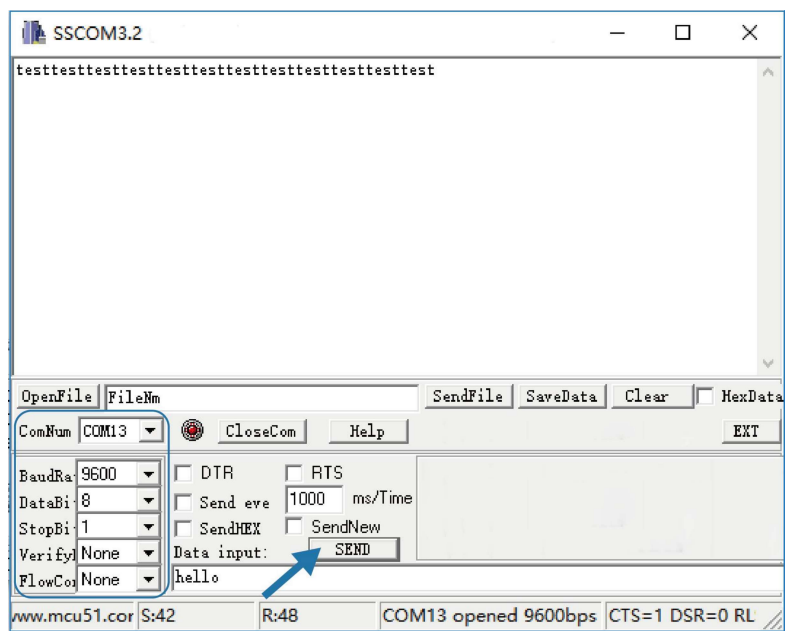 SSCOM3.2
testtesttesttesttesttesttesttesttesttesttesttest
OpenFile FileNm SendFile SaveData Clear HexData
ComNum COM13 CloseCom Help EXT
BaudRa 9600 DTR RTS
DataBi 8 Send eve 1000 ms/Time
StopBi 1 SendHEX SendNew
Verify None Data input: SEND
FlowCo None hello
www.mcu51.cor S:42 R:48 COM13 opened 9600bps CTS=1 DSR=0 RL